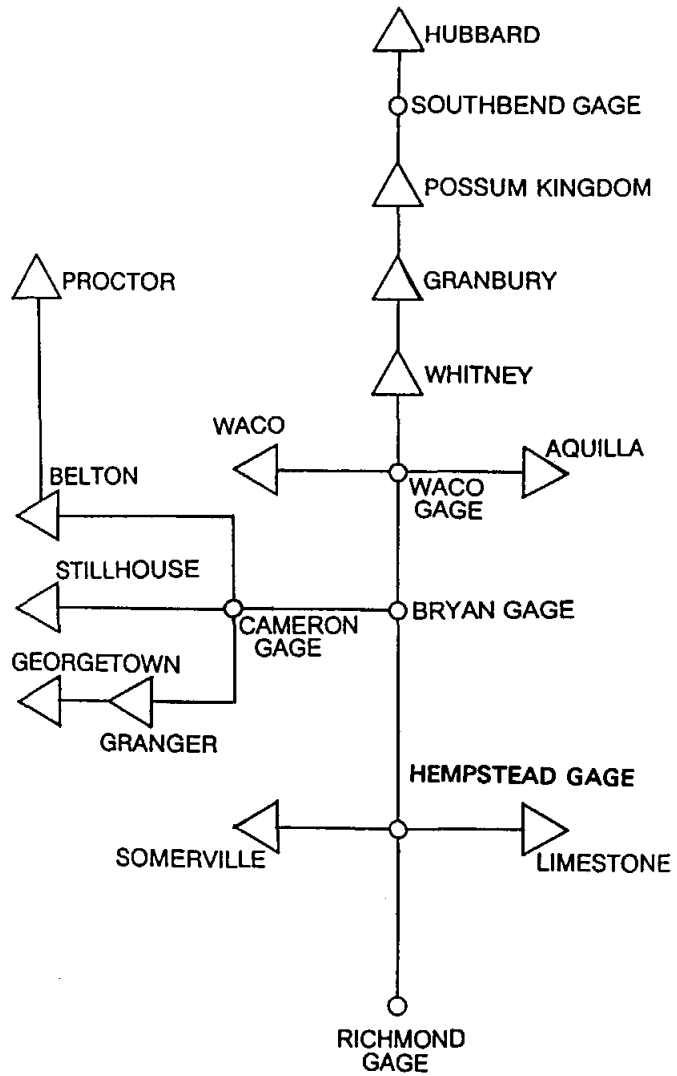 HUBBARD
SOUTHBEND GAGE
POSSUM KINGDOM
PROCTOR
GRANBURY
WHITNEY
WACO
AQUILLA
BELTON
WACO
GAGE
STILLHOUSE
CAMERON
GAGE
BRYAN GAGE
GEORGETOWN
GRANGER
HEMPSTEAD GAGE
SOMERVILLE
LIMESTONE
RICHMOND
GAGE